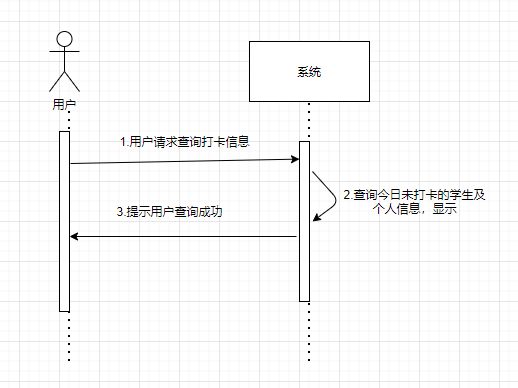 用户
系统
1.用户请求查询打卡信息
2.查询今日未打卡的学生及
个人信息，显示
3.提示用户查询成功